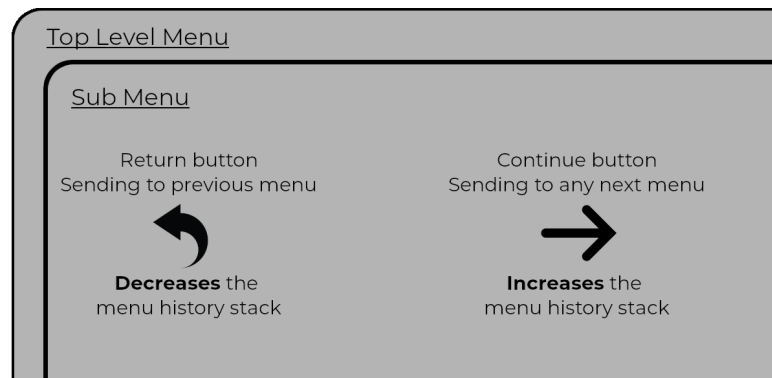 Top Level Menu
Sub Menu
Return button
Sending to previous menu
Decreases the
menu history stack
Continue button
Sending to any next menu
Increases the
menu history stack